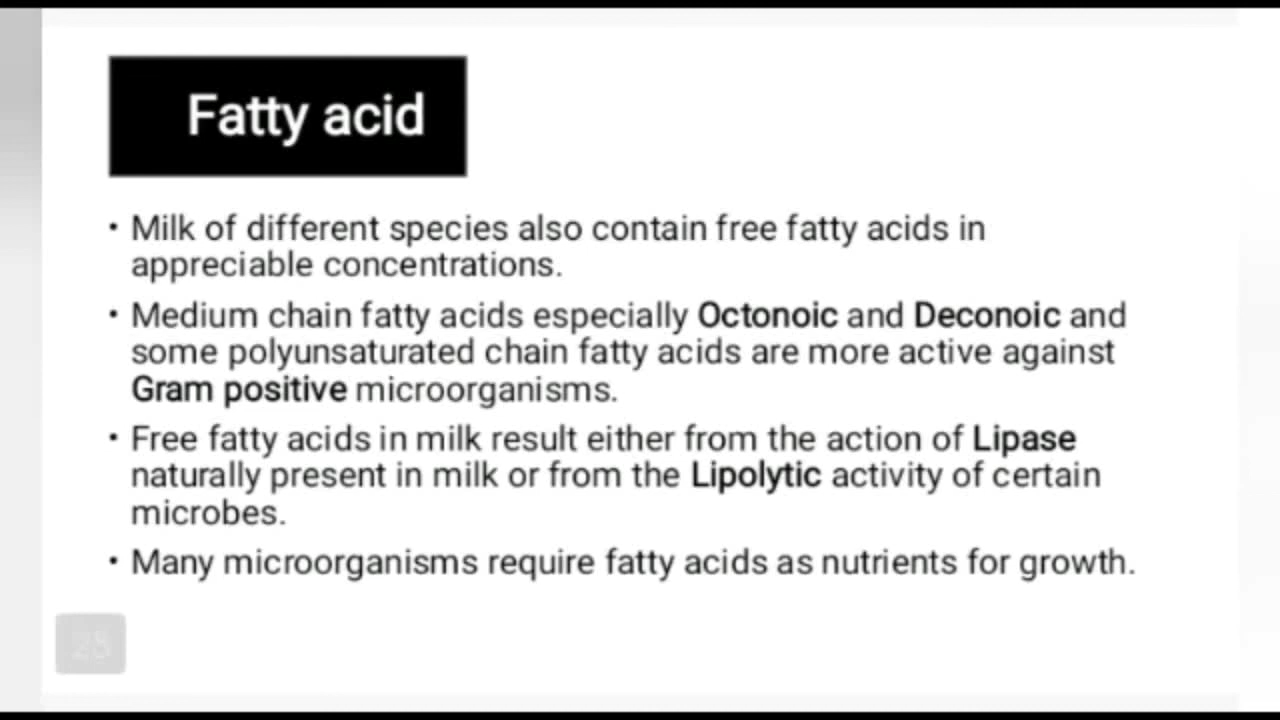 Fatty acid
• Milk of different species also contain free fatty acids in
appreciable concentrations.
• Medium chain fatty acids especially Octonoic and Deconoic and
some polyunsaturated chain fatty acids are more active against
Gram positive microorganisms.
• Free fatty acids in milk result either from the action of Lipase
naturally present in milk or from the Lipolytic activity of certain
microbes.
• Many microorganisms require fatty acids as nutrients for growth.
25